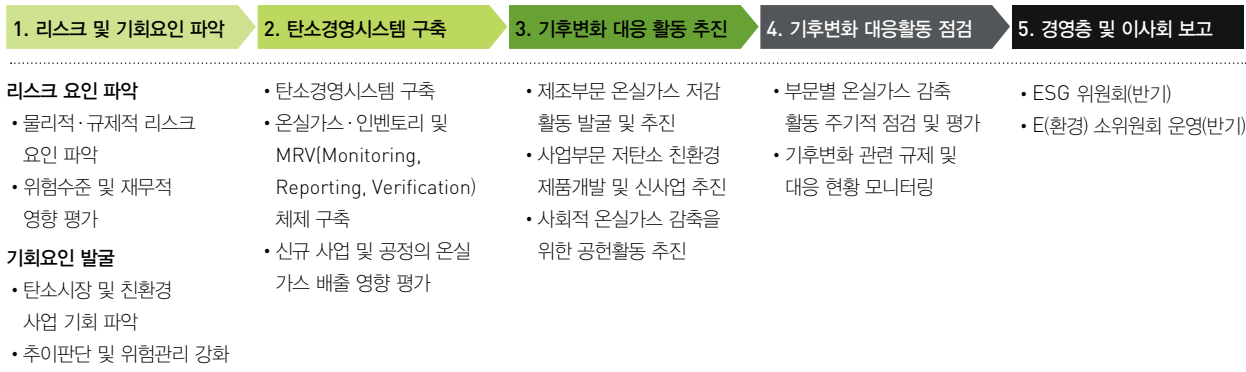 1. 리스크 및 기회요인 파악
리스크 요인 파악
• 물리적·규제적 리스크
요인 파악
• 위험수준 및 재무적
영향 평가
기회요인 발굴
• 탄소시장 및 친환경
사업 기회 파악
• 추이판단 및 위험관리 강화
2. 탄소경영시스템 구축
• 탄소경영시스템 구축
• 온실가스·인벤토리 및
MRV(Monitoring,
Reporting, Verification)
체제 구축
• 신규 사업 및 공정의 온실
가스 배출 영향 평가
3. 기후변화 대응 활동 추진
• 제조부문 온실가스 저감
활동 발굴 및 추진
• 사업부문 저탄소 친환경
제품개발 및 신사업 추진
• 사회적 온실가스 감축을
위한 공헌활동 추진
4. 기후변화 대응활동 점검
• 부문별 온실가스 감축
활동 주기적 점검 및 평가
• 기후변화 관련 규제 및
대응 현황 모니터링
5. 경영층 및 이사회 보고
• ESG 위원회(반기)
• E(환경) 소위원회 운영(반기)